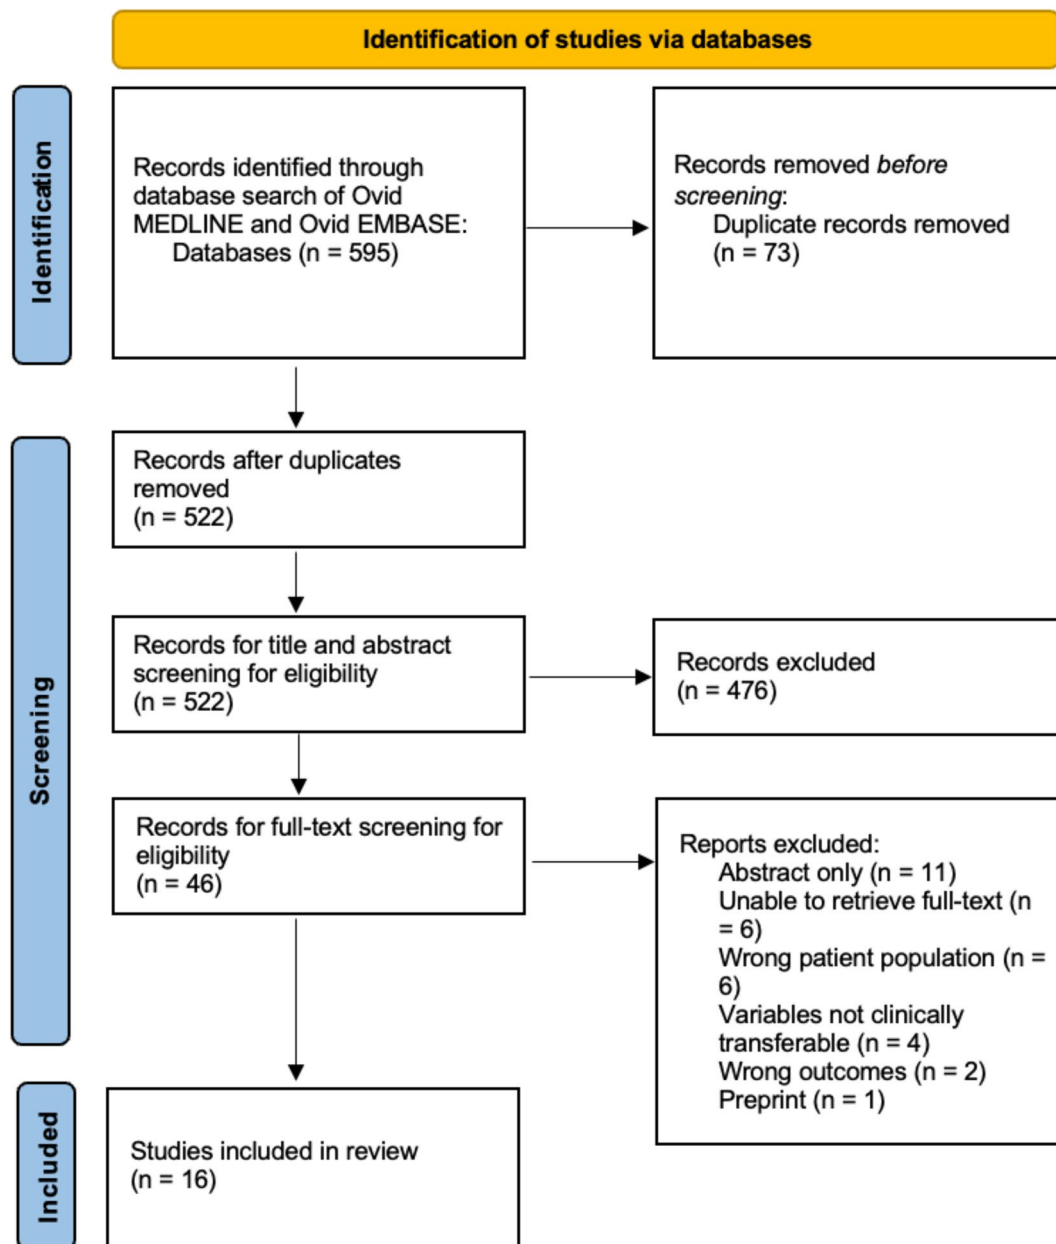 Identification of studies via databases
Identification
Records identified through
database search of Ovid
MEDLINE and Ovid EMBASE:
Databases (n = 595)
Records removed before
screening:
Duplicate records removed
(n = 73)
Screening
Records after duplicates
removed
(n = 522)
Records for title and abstract
screening for eligibility
(n = 522)
Records excluded
(n = 476)
Records for full-text screening for
eligibility
(n = 46)
Reports excluded:
Abstract only (n = 11)
Unable to retrieve full-text (n
= 6)
Wrong patient population (n =
6)
Variables not clinically
transferable (n = 4)
Wrong outcomes (n = 2)
Preprint (n = 1)
Included
Studies included in review
(n = 16)